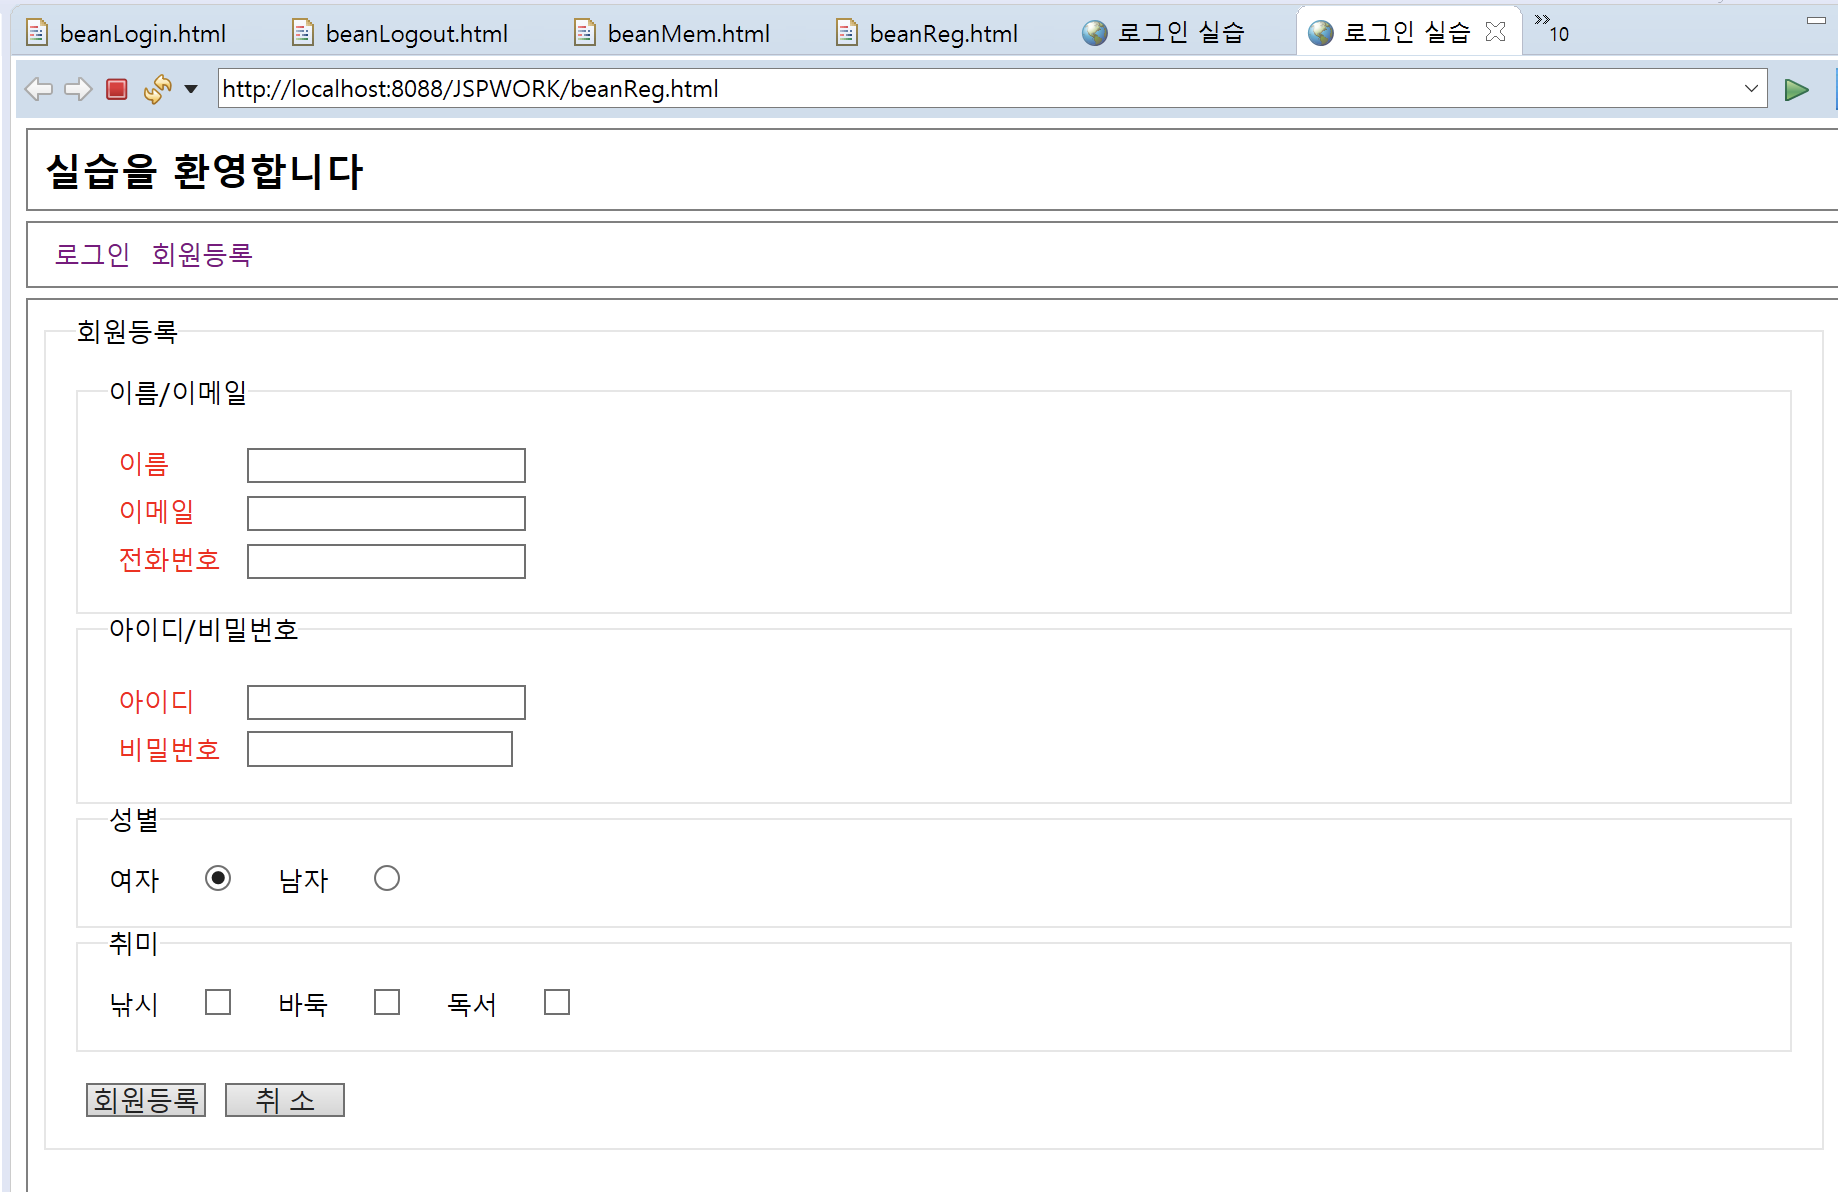 beanLogin.html beanLogout.html beanMem.html beanReg.html 로그인 실습 로그인 실습 10
http://localhost:8088/JSPWORK/beanReg.html
실습을 환영합니다
로그인 회원등록
회원등록
이름/이메일
이름
이메일
전화번호
아이디/비밀번호
아이디
비밀번호
성별
여자 남자
취미
낚시 바둑 독서
회원등록 취 소